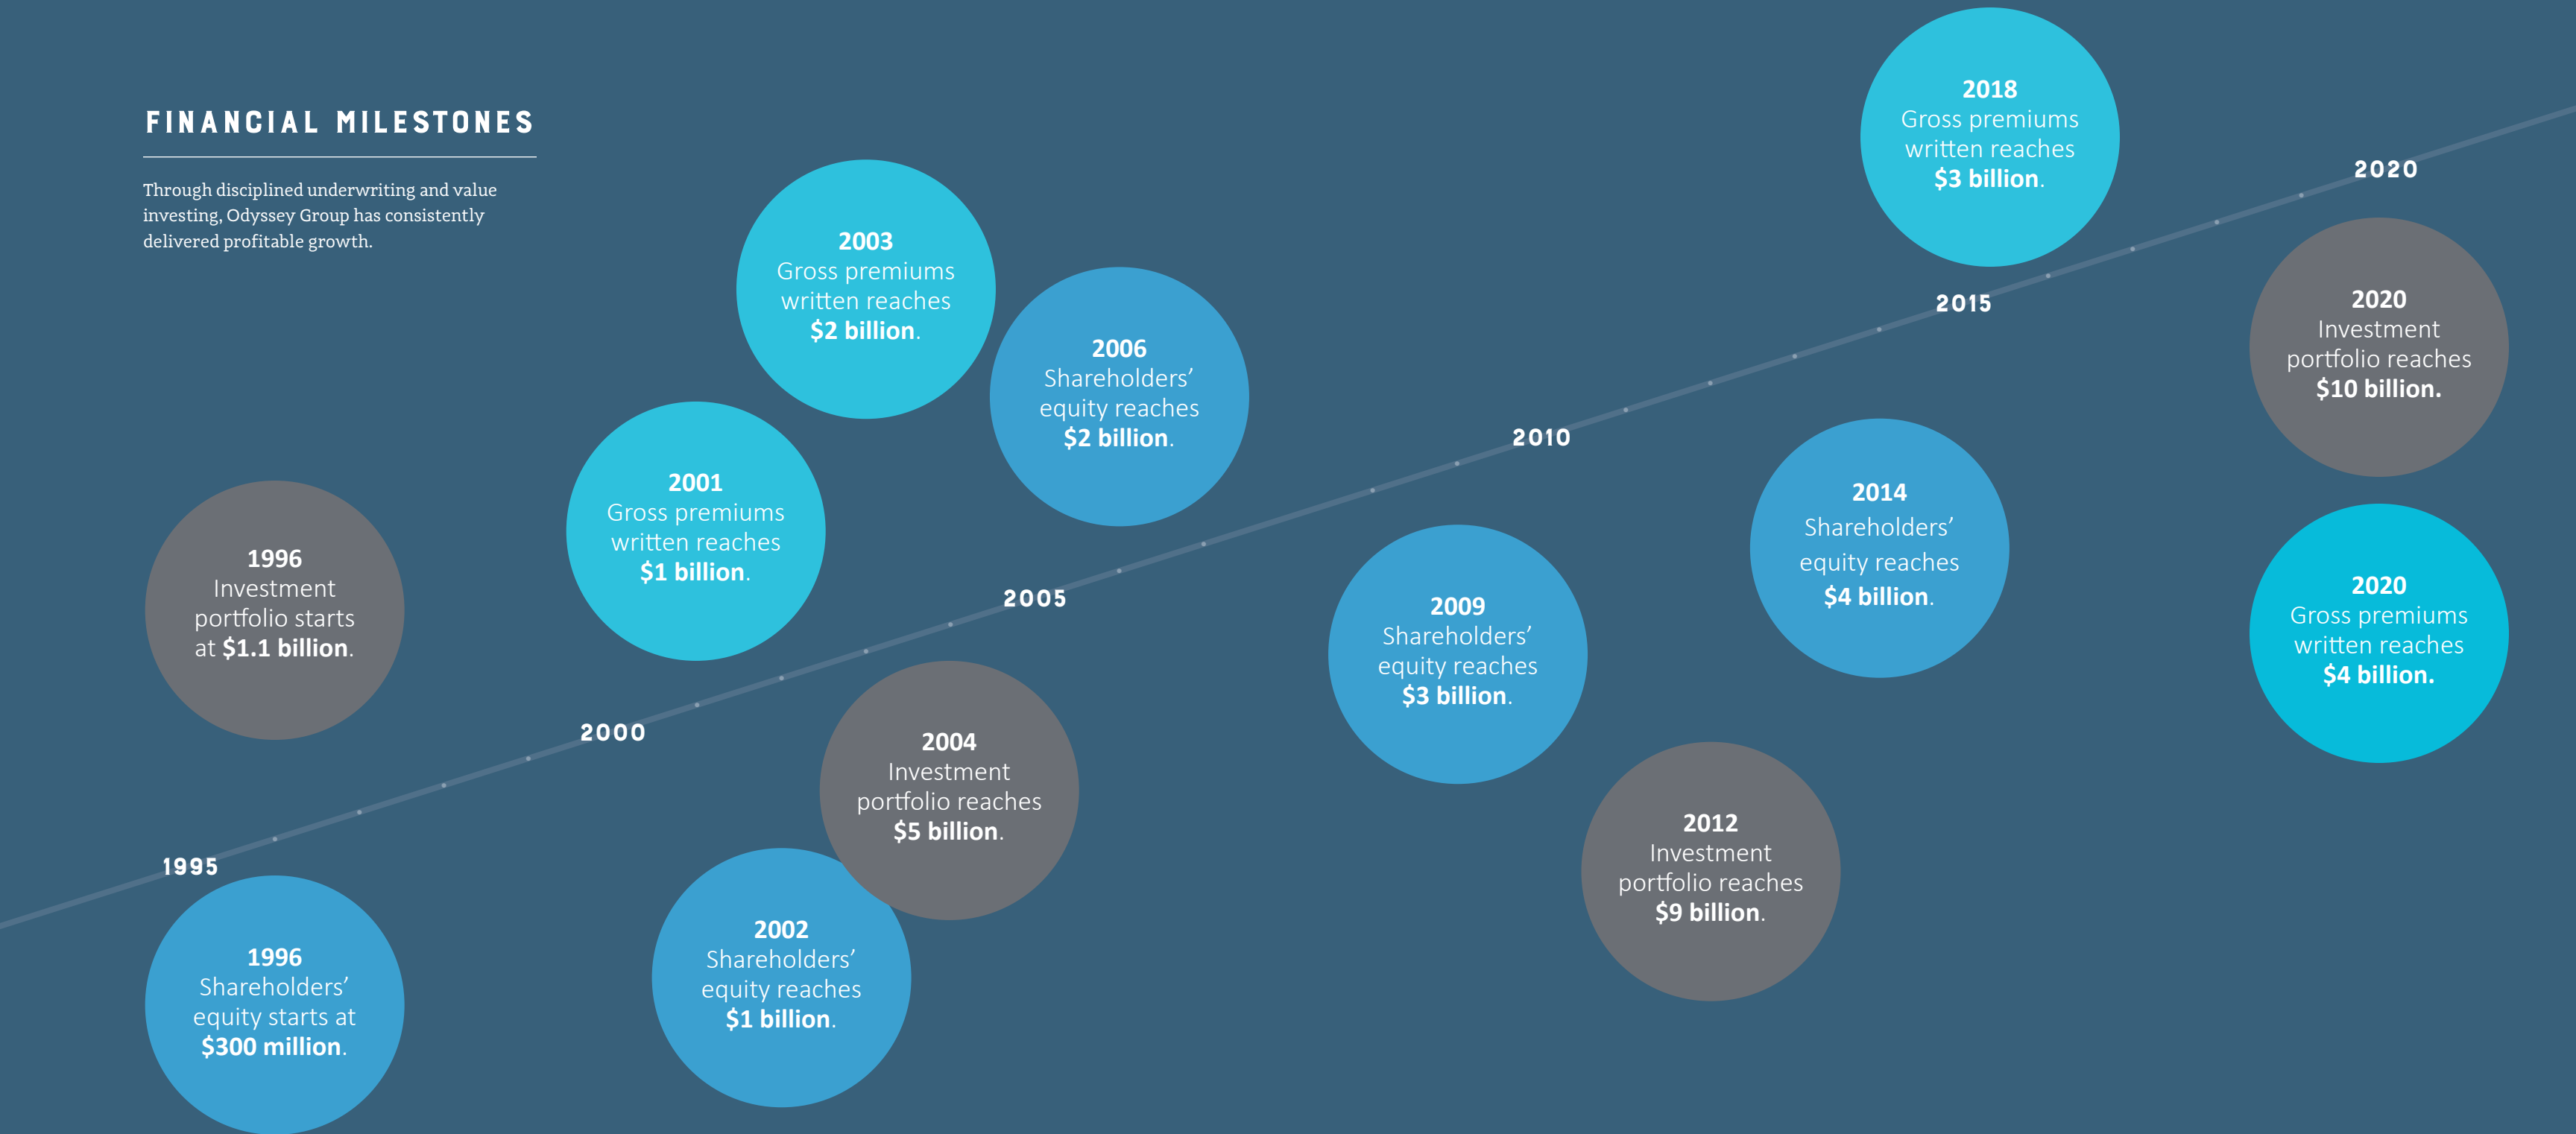 FINANCIAL MILESTONES
Through disciplined underwriting and value
investing, Odyssey Group has consistently
delivered profitable growth.
1996
Investment
portfolio starts
at $1.1 billion.
1995
1996
Shareholders’
equity starts at
$300 million.
2001
Gross premiums
written reaches
$1 billion.
2000
2002
Shareholders’
equity reaches
$1 billion.
2003
Gross premiums
written reaches
$2 billion.
2004
Investment
portfolio reaches
$5 billion.
2005
2006
Shareholders’
equity reaches
$2 billion.
2009
Shareholders’
equity reaches
$3 billion.
2010
2012
Investment
portfolio reaches
$9 billion.
2014
Shareholders’
equity reaches
$4 billion.
2015
2018
Gross premiums
written reaches
$3 billion.
2020
2020
Investment
portfolio reaches
$10 billion.
2020
Gross premiums
written reaches
$4 billion.